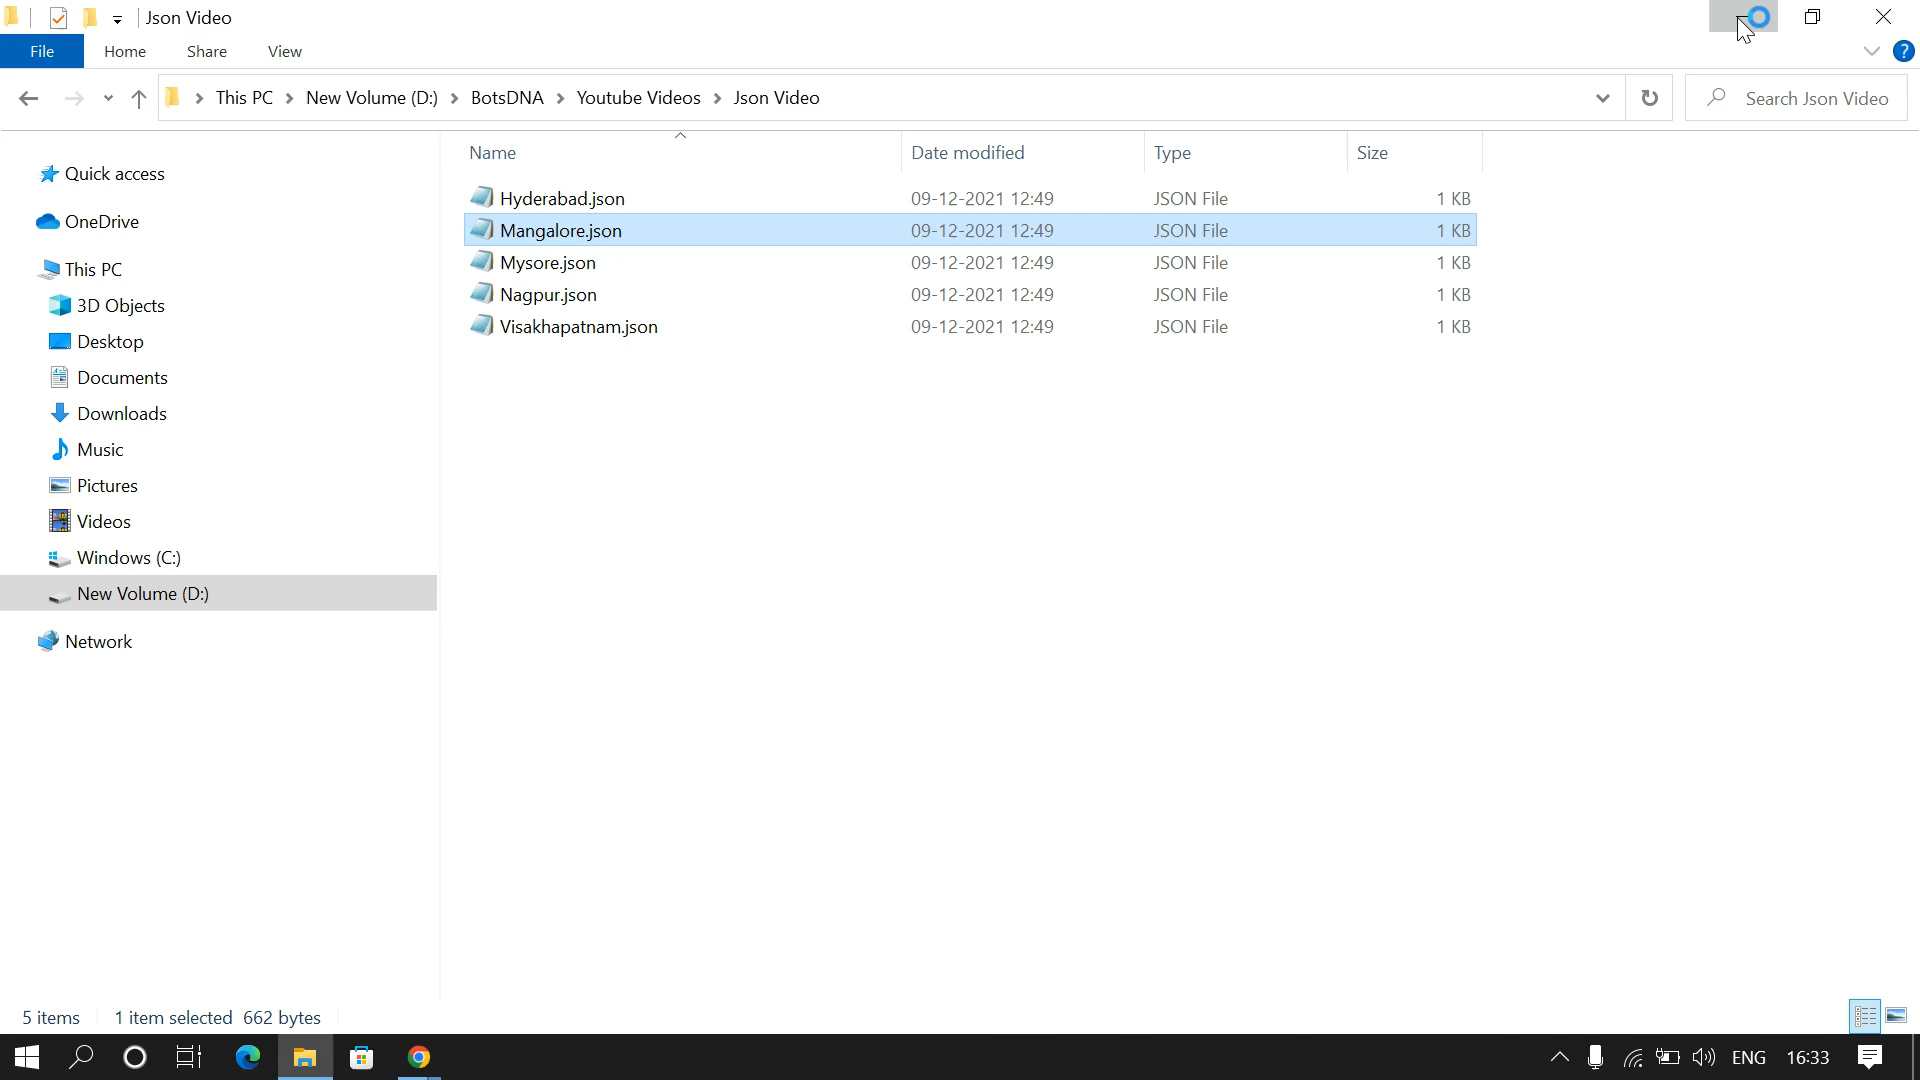 Json Video
File Home Share View ?
This PC New Volume (D:) BotsDNA Youtube Videos Json Video Search Json Video
Name Date modified Type Size
Hyderabad.json 09-12-2021 12:49 JSON File 1 KB
Mangalore.json 09-12-2021 12:49 JSON File 1 KB
Mysore.json 09-12-2021 12:49 JSON File 1 KB
Nagpur.json 09-12-2021 12:49 JSON File 1 KB
Visakhapatnam.json 09-12-2021 12:49 JSON File 1 KB
Quick access
OneDrive
This PC
3D Objects
Desktop
Documents
Downloads
Music
Pictures
Videos
Windows (C:)
New Volume (D:)
Network
5 items 1 item selected 662 bytes
ENG 16:33